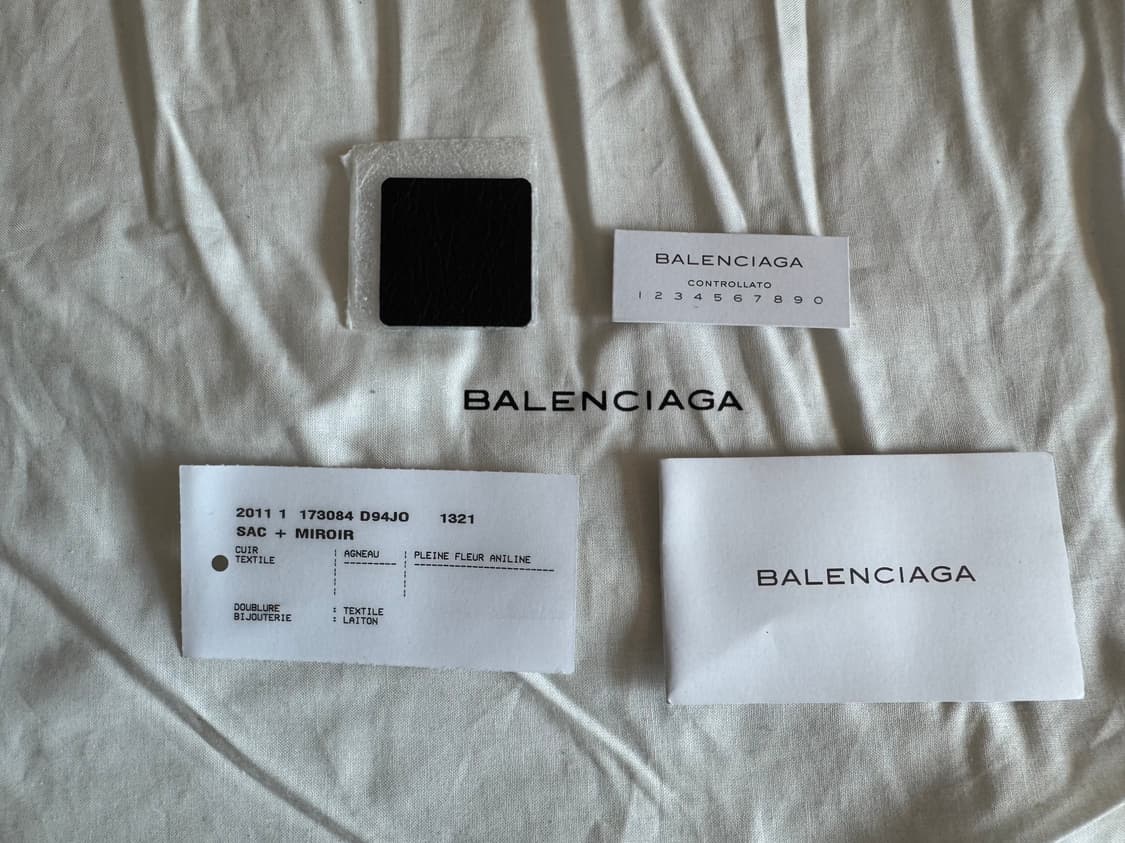 BALENCIAGA
CONTROLLATO
1 2 3 4 5 6 7 8 9 0
BALENCIAGA
2011 1 173084 D94JO 1321
SAC + MIROIR
CUIR AGNEAU PLEINE FLEUR ANILINE
TEXTILE
DOUBLURE : TEXTILE
BIJOUTERIE : LAITON
BALENCIAGA